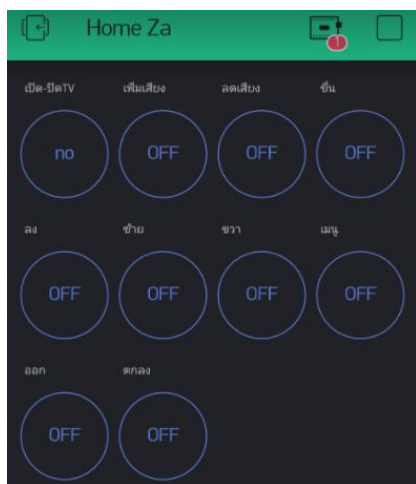 Home Za
1
เปิด-ปิดTV เพิ่มเสียง ลดเสียง ขึ้น
no OFF OFF OFF
ลง ซ้าย ขวา เมนู
OFF OFF OFF OFF
ออก ตกลง
OFF OFF